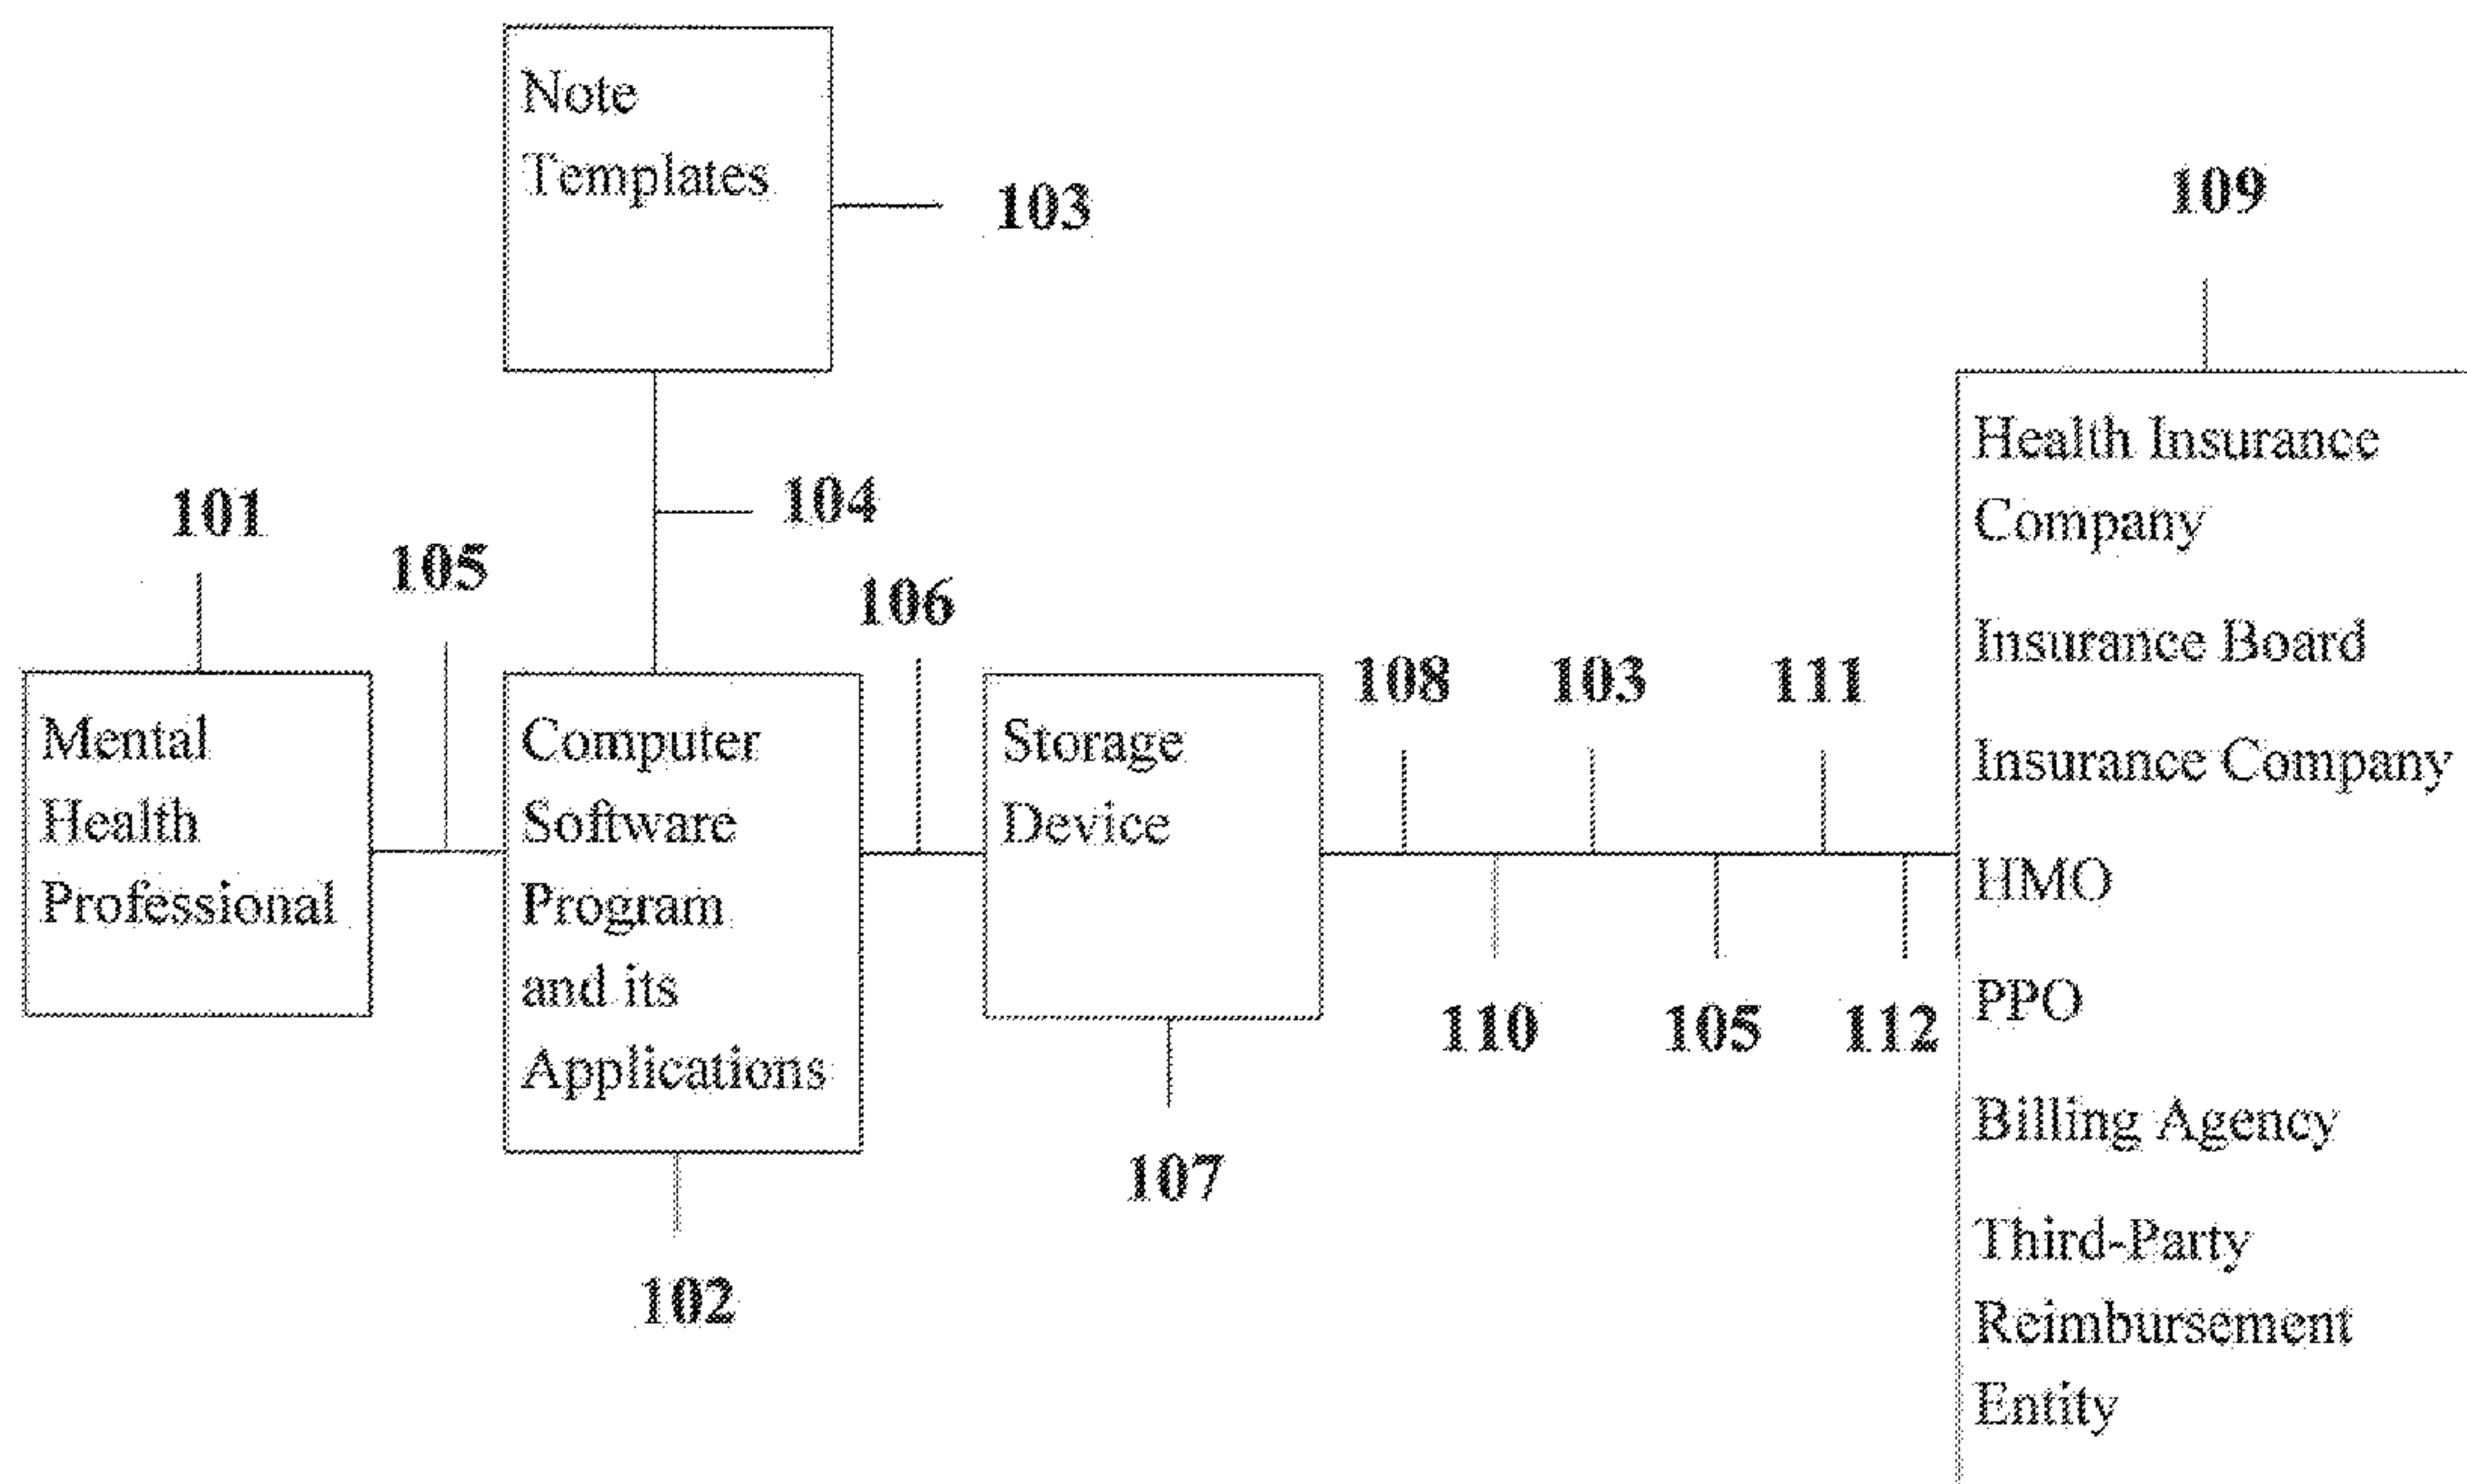 Note
Templates
103
109
104
101
105
106
Health Insurance
Company
Insurance Board
Insurance Company
HMO
PPO
Billing Agency
Third-Party
Reimbursement
Entity
108
103
111
Mental
Health
Professional
Computer
Software
Program
and its
Applications
Storage
Device
110
105
112
107
102